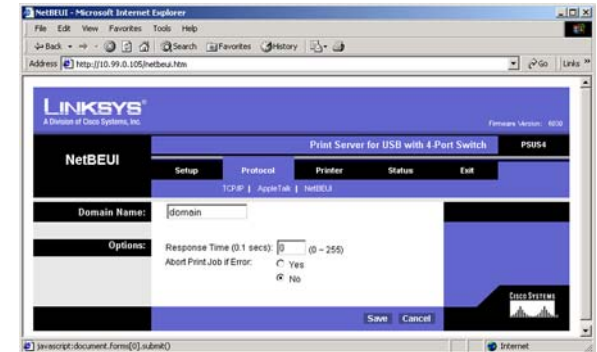 NetBEUI - Microsoft Internet Explorer
File Edit View Favorites Tools Help
Back Search Favorites History
Address http://10.99.0.105/netbeui.htm Go Links »
LINKSYS®
A Division of Cisco Systems, Inc.
Firmware Version: 6030
Print Server for USB with 4-Port Switch PSUS4
NetBEUI
Setup Protocol Printer Status Exit
TCP/IP | AppleTalk | NetBEUI
Domain Name: domain
Options: Response Time (0.1 secs): 0 (0 ~ 255)
Abort Print Job if Error: Yes
No
Save Cancel
CISCO SYSTEMS
javascript:document.forms[0].submit() Internet